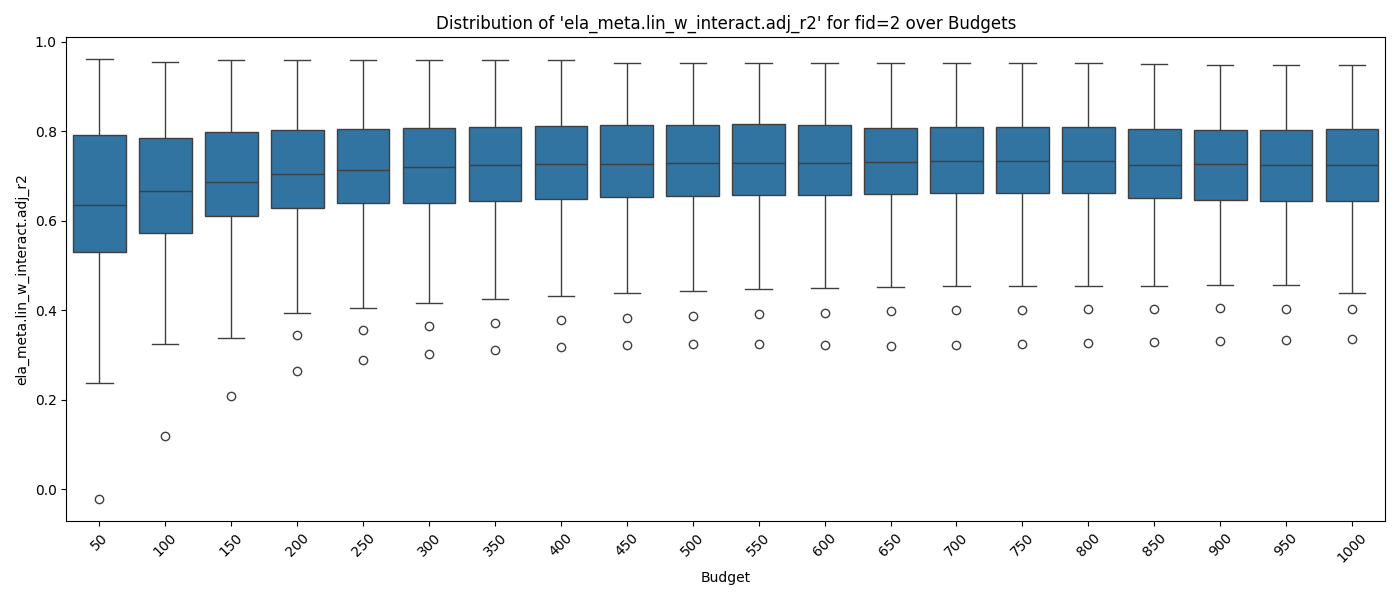 Distribution of 'ela_meta.lin_w_interact.adj_r2' for fid=2 over Budgets
ela_meta.lin_w_interact.adj_r2
1.0
0.8
0.6
0.4
0.2
0.0
50 100 150 200 250 300 350 400 450 500 550 600 650 700 750 800 850 900 950 1000
Budget